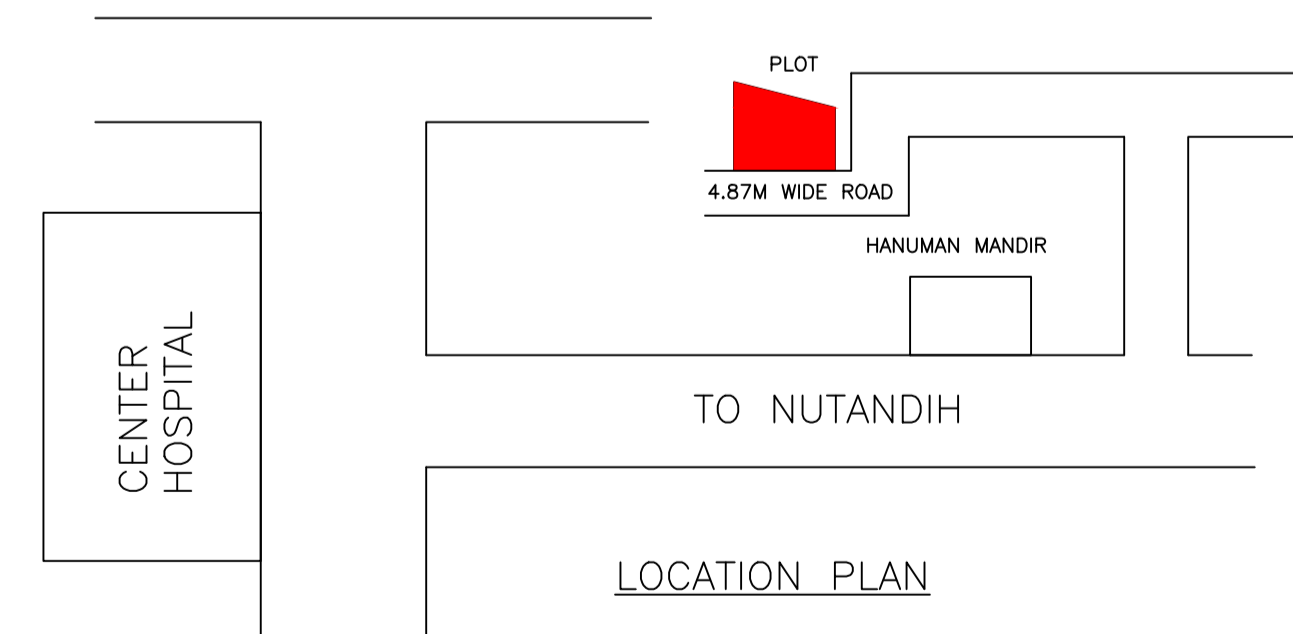 PLOT
4.87M WIDE ROAD
HANUMAN MANDIR
CENTER
HOSPITAL
TO NUTANDIH
LOCATION PLAN